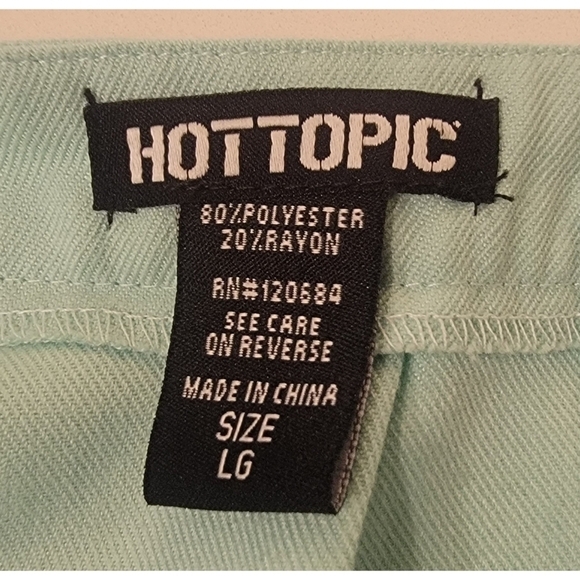 HOTTOPIC
80%POLYESTER
20%RAYON
RN#120684
SEE CARE
ON REVERSE
MADE IN CHINA
SIZE
LG